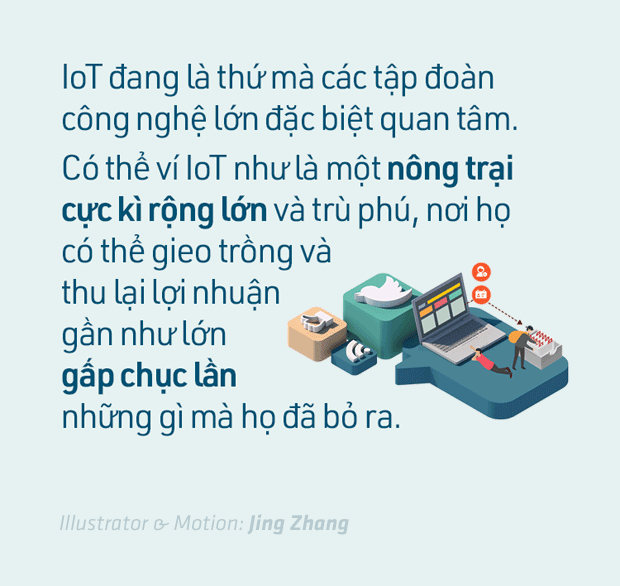 IoT đang là thứ mà các tập đoàn
công nghệ lớn đặc biệt quan tâm.
Có thể ví IoT như là một nông trại
cực kì rộng lớn và trù phú, nơi họ
có thể gieo trồng và
thu lại lợi nhuận
gần như lớn
gấp chục lần
những gì mà họ đã bỏ ra.
Illustrator & Motion: Jing Zhang